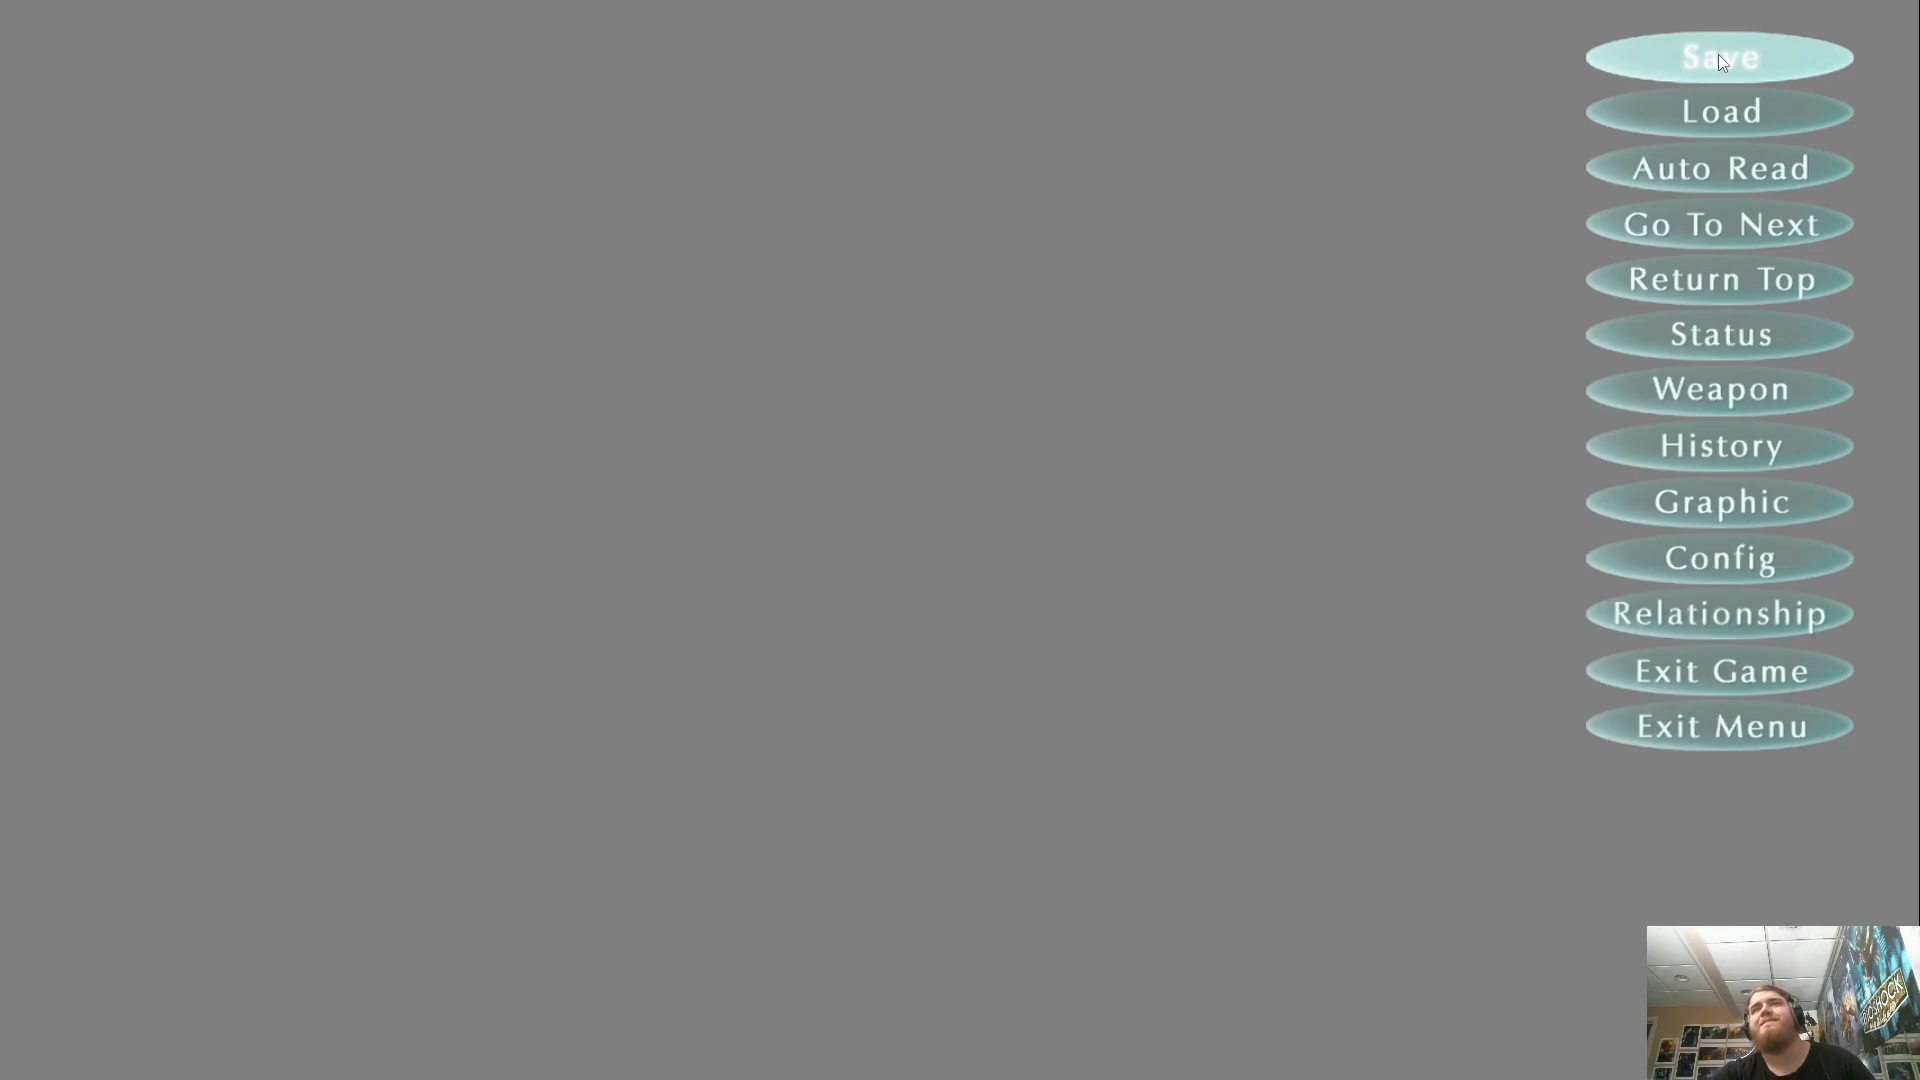 Save
Load
Auto Read
Go To Next
Return Top
Status
Weapon
History
Graphic
Config
Relationship
Exit Game
Exit Menu
BIOSHOCK